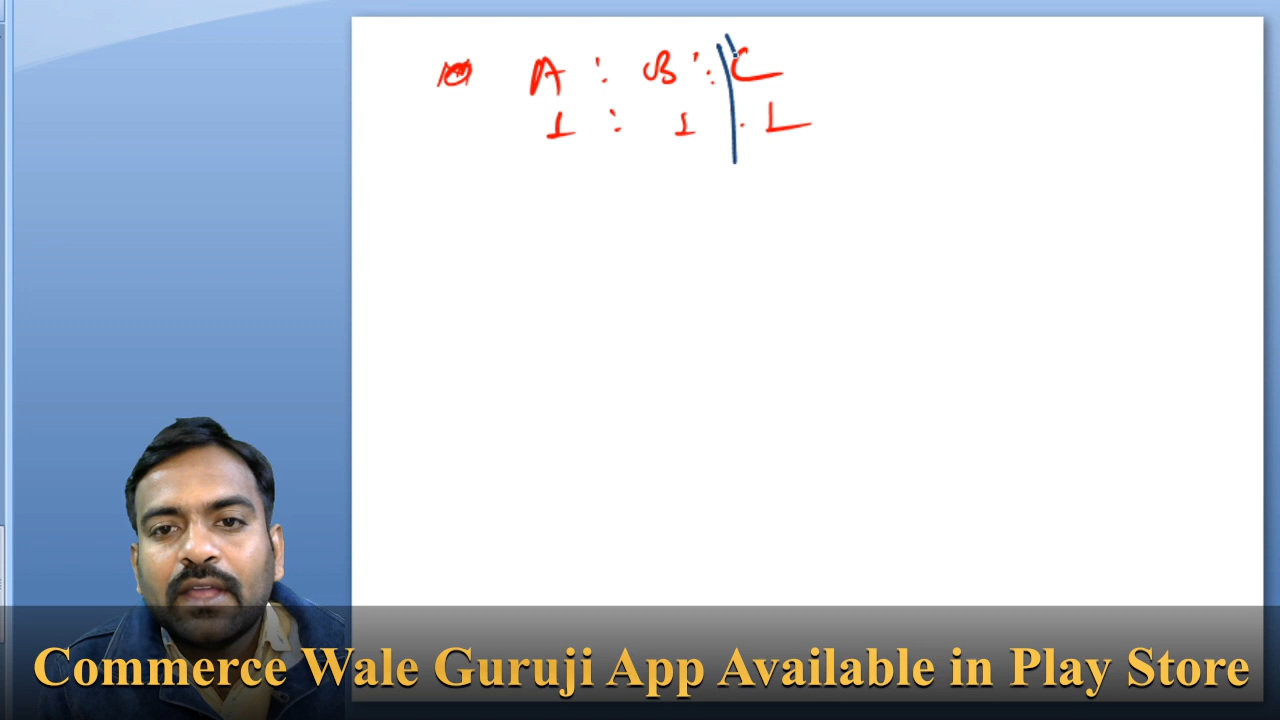 A : B : C
1 : 1 : 1
Commerce Wale Guruji App Available in Play Store